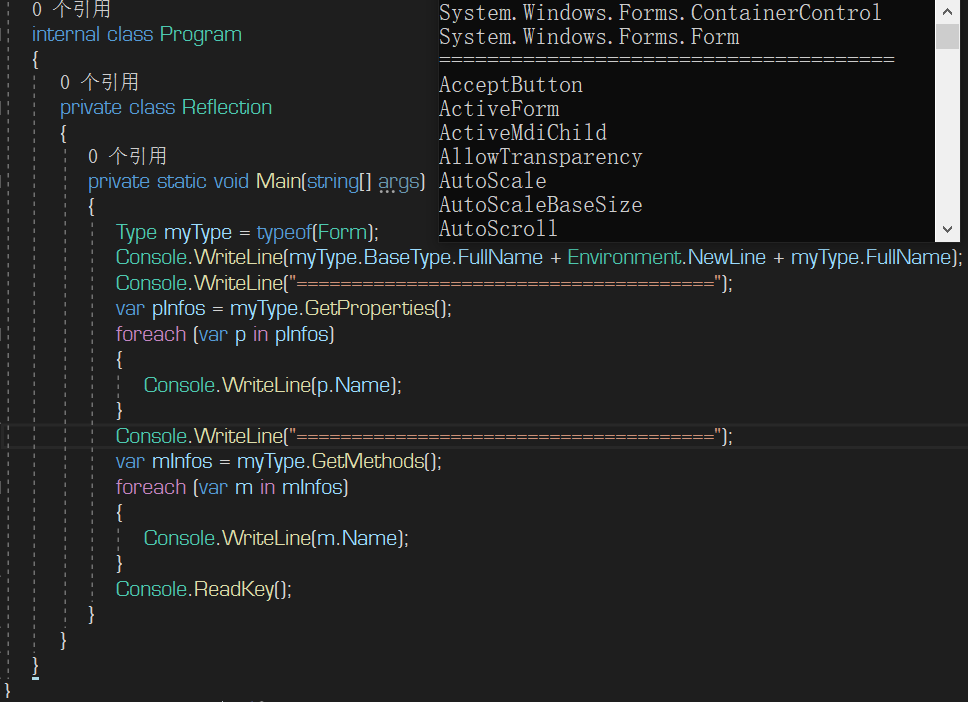 0 个引用
internal class Program
{
0 个引用
private class Reflection
{
0 个引用
private static void Main(string[] args)
{
Type myType = typeof(Form);
Console.WriteLine(myType.BaseType.FullName + Environment.NewLine + myType.FullName);
Console.WriteLine("======================================");
var pInfos = myType.GetProperties();
foreach (var p in pInfos)
{
Console.WriteLine(p.Name);
}
Console.WriteLine("======================================");
var mInfos = myType.GetMethods();
foreach (var m in mInfos)
{
Console.WriteLine(m.Name);
}
Console.ReadKey();
}
}
}
}
System.Windows.Forms.ContainerControl
System.Windows.Forms.Form
======================================
AcceptButton
ActiveForm
ActiveMdiChild
AllowTransparency
AutoScale
AutoScaleBaseSize
AutoScroll